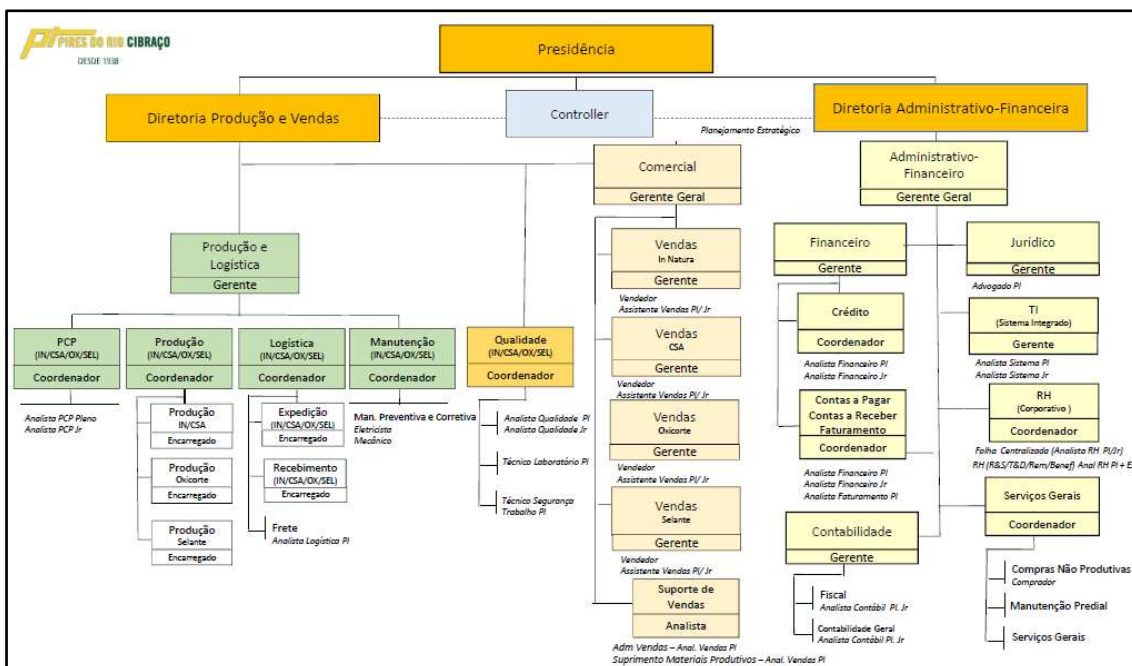 PT PIRES DO RIO CIBRAÇO
DESDE 1938
Presidência
Diretoria Produção e Vendas
Controller
Diretoria Administrativo-Financeira
Planejamento Estratégico
Produção e
Logística
Gerente
PCP
(IN/CSA/OX/SEL)
Coordenador
Analista PCP Pleno
Analista PCP Jr
Produção
(IN/CSA/OX/SEL)
Coordenador
Produção
IN/CSA
Encarregado
Produção
Oxicorte
Encarregado
Produção
Selante
Encarregado
Logística
(IN/CSA/OX/SEL)
Coordenador
Expedição
(IN/CSA/OX/SEL)
Encarregado
Recebimento
(IN/CSA/OX/SEL)
Encarregado
Frete
Analista Logística Pl
Manutenção
(IN/CSA/OX/SEL)
Coordenador
Man. Preventiva e Corretiva
Eletricista
Mecânico
Qualidade
(IN/CSA/OX/SEL)
Coordenador
Analista Qualidade Pl
Analista Qualidade Jr
Técnico Laboratório Pl
Técnico Segurança
Trabalho Pl
Comercial
Gerente Geral
Vendas
In Natura
Gerente
Vendedor
Assistente Vendas Pl/ Jr
Vendas
CSA
Gerente
Vendedor
Assistente Vendas Pl/ Jr
Vendas
Oxicorte
Gerente
Vendedor
Assistente Vendas Pl/ Jr
Vendas
Selante
Gerente
Vendedor
Assistente Vendas Pl/ Jr
Suporte de
Vendas
Analista
Adm Vendas – Anal. Vendas Pl
Suprimento Materiais Produtivos – Anal. Vendas Pl
Administrativo-
Financeiro
Gerente Geral
Financeiro
Gerente
Crédito
Coordenador
Analista Financeiro Pl
Analista Financeiro Jr
Contas a Pagar
Contas a Receber
Faturamento
Coordenador
Analista Financeiro Pl
Analista Financeiro Jr
Analista Faturamento Pl
Contabilidade
Gerente
Fiscal
Analista Contábil Pl. Jr
Contabilidade Geral
Analista Contábil Pl. Jr
Jurídico
Gerente
Advogado Pl
TI
(Sistema Integrado)
Gerente
Analista Sistema Pl
Analista Sistema Jr
RH
(Corporativo )
Coordenador
Folha Centralizada (Analista RH Pl/Jr)
RH (R&S/T&D/Rem/Benef) Anal RH Pl + E
Serviços Gerais
Coordenador
Compras Não Produtivas
Comprador
Manutenção Predial
Serviços Gerais